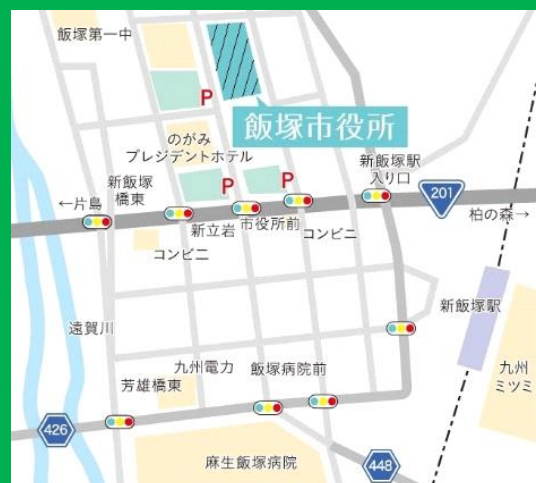 飯塚第一中
P
飯塚市役所
のがみ
プレジデントホテル
新飯塚駅
入り口
P
P
新飯塚
橋東
←片島
201
柏の森→
新立岩
市役所前
コンビニ
コンビニ
遠賀川
新飯塚駅
九州電力
飯塚病院前
九州
ミツミ
芳雄橋東
426
麻生飯塚病院
448